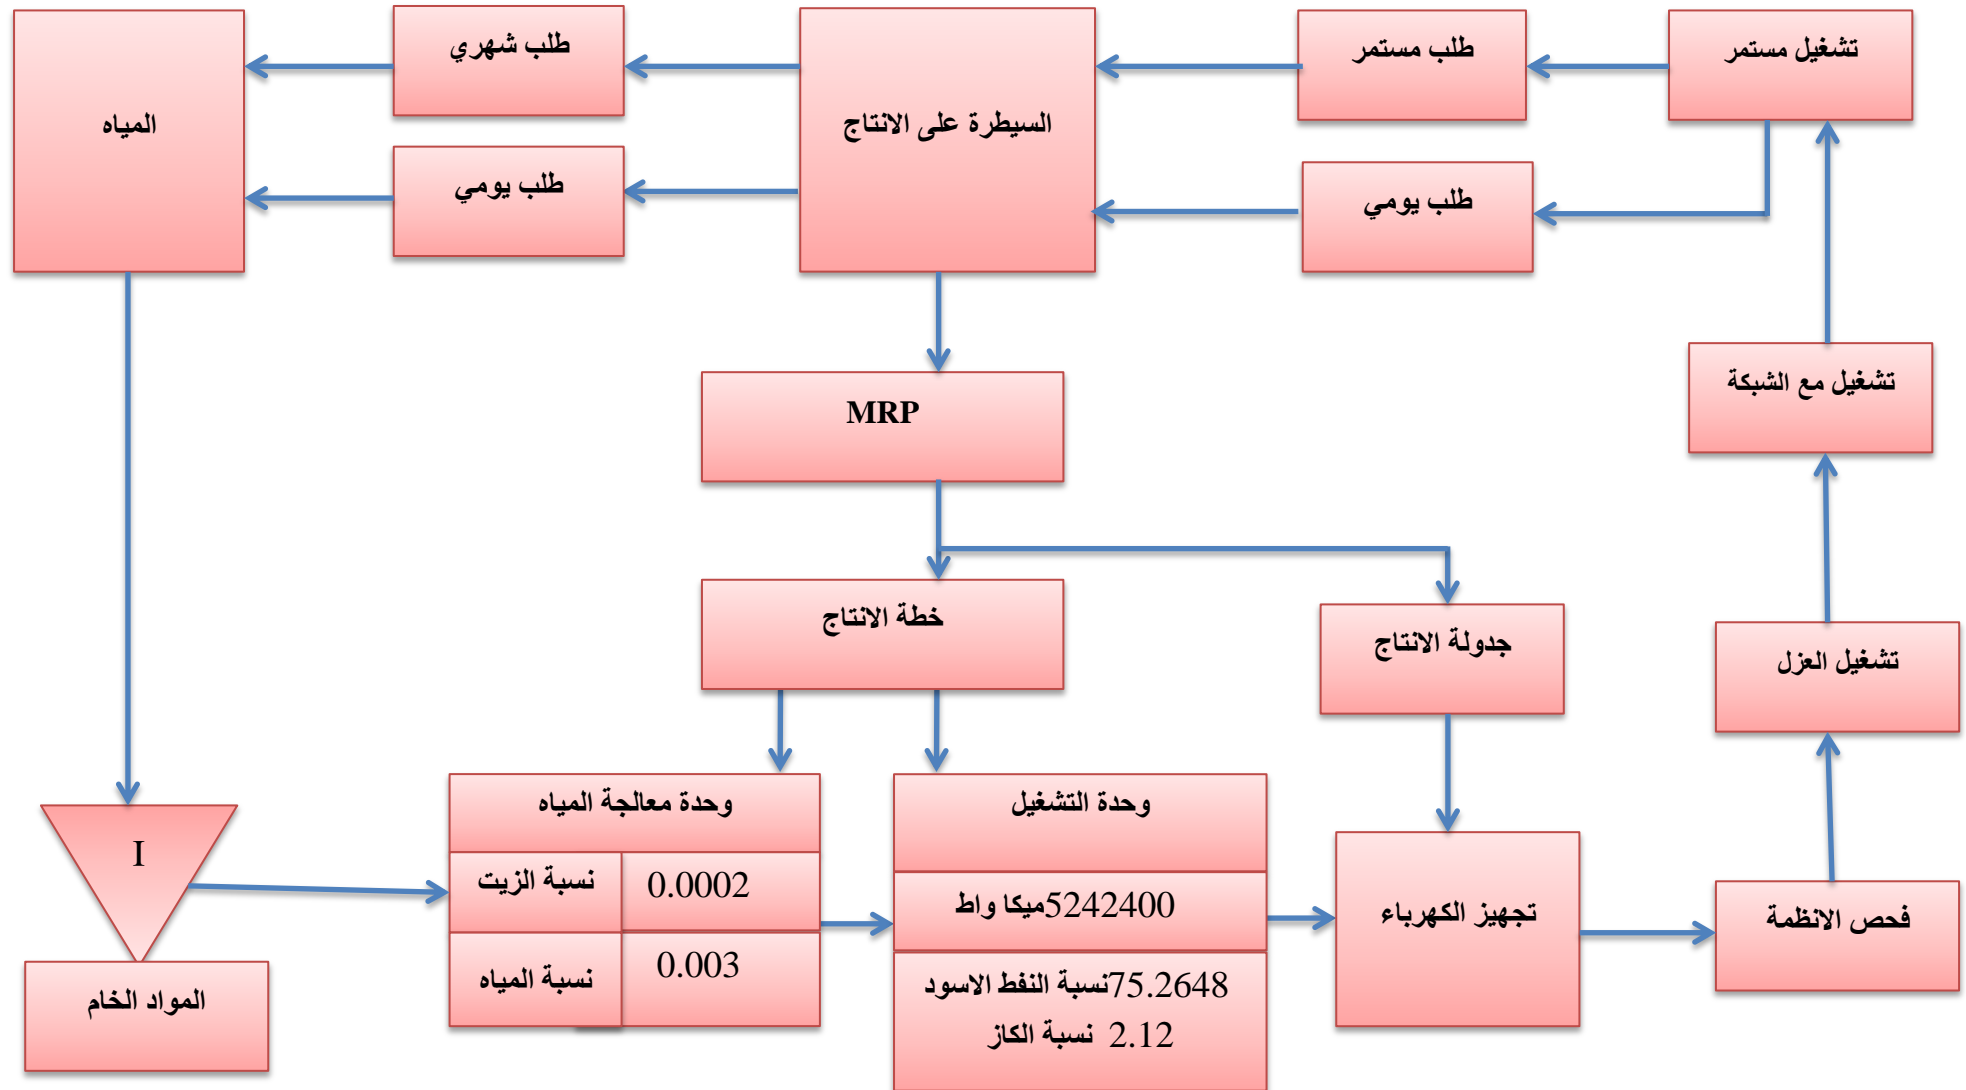 تشغيل مستمر
طلب مستمر
السيطرة على الانتاج
طلب شهري
المياه
طلب يومي
طلب يومي
تشغيل مع الشبكة
MRP
خطة الانتاج
جدولة الانتاج
تشغيل العزل
وحدة معالجة المياه
نسبة الزيت 0.0002
نسبة المياه 0.003
وحدة التشغيل
5242400ميكا واط
75.2648نسبة النفط الاسود
2.12 نسبة الكاز
تجهيز الكهرباء
فحص الانظمة
I
المواد الخام